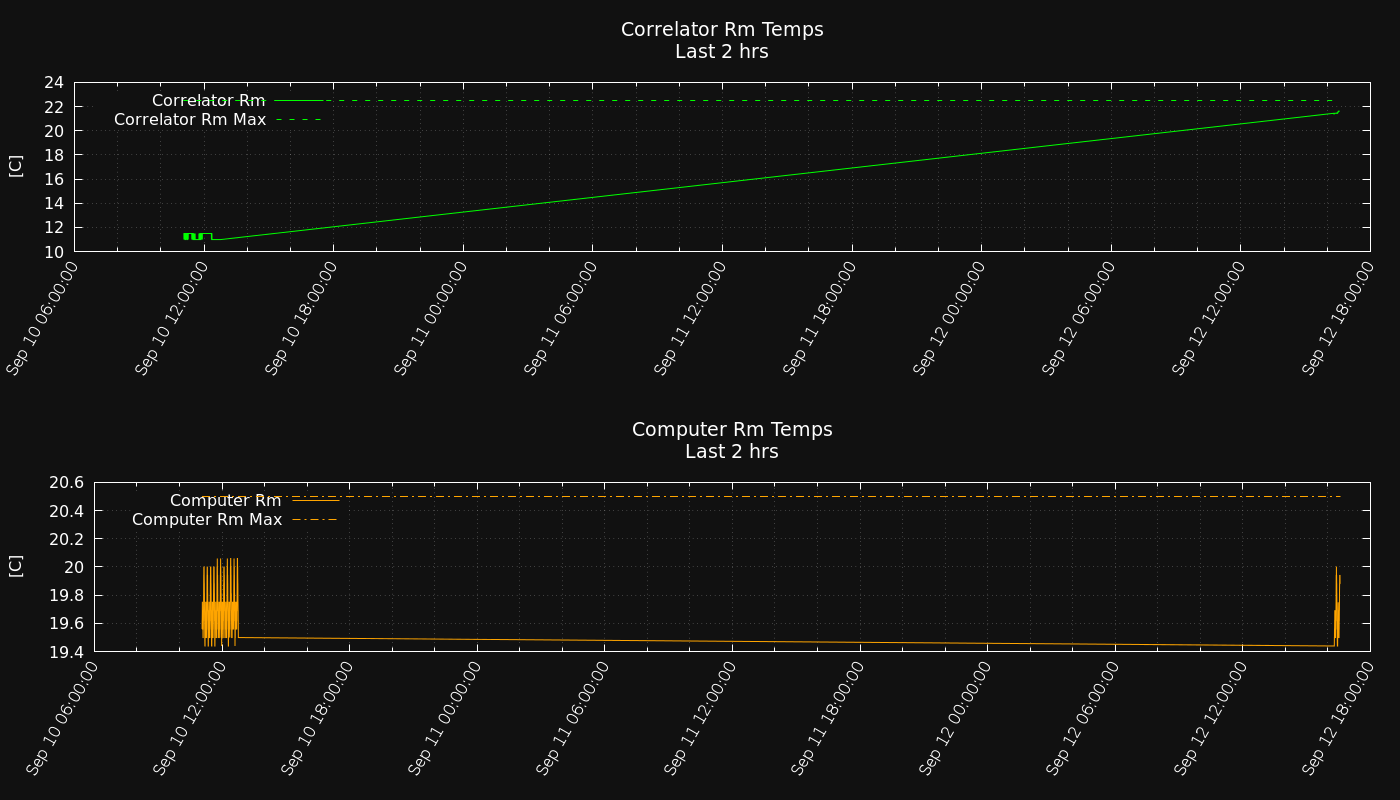 Correlator Rm Temps
Last 2 hrs
24
22
20
18
16
14
12
10
[C]
Correlator Rm
Correlator Rm Max
Sep 10 06:00:00
Sep 10 12:00:00
Sep 10 18:00:00
Sep 11 00:00:00
Sep 11 06:00:00
Sep 11 12:00:00
Sep 11 18:00:00
Sep 12 00:00:00
Sep 12 06:00:00
Sep 12 12:00:00
Sep 12 18:00:00
Computer Rm Temps
Last 2 hrs
20.6
20.4
20.2
20
19.8
19.6
19.4
[C]
Computer Rm
Computer Rm Max
Sep 10 06:00:00
Sep 10 12:00:00
Sep 10 18:00:00
Sep 11 00:00:00
Sep 11 06:00:00
Sep 11 12:00:00
Sep 11 18:00:00
Sep 12 00:00:00
Sep 12 06:00:00
Sep 12 12:00:00
Sep 12 18:00:00